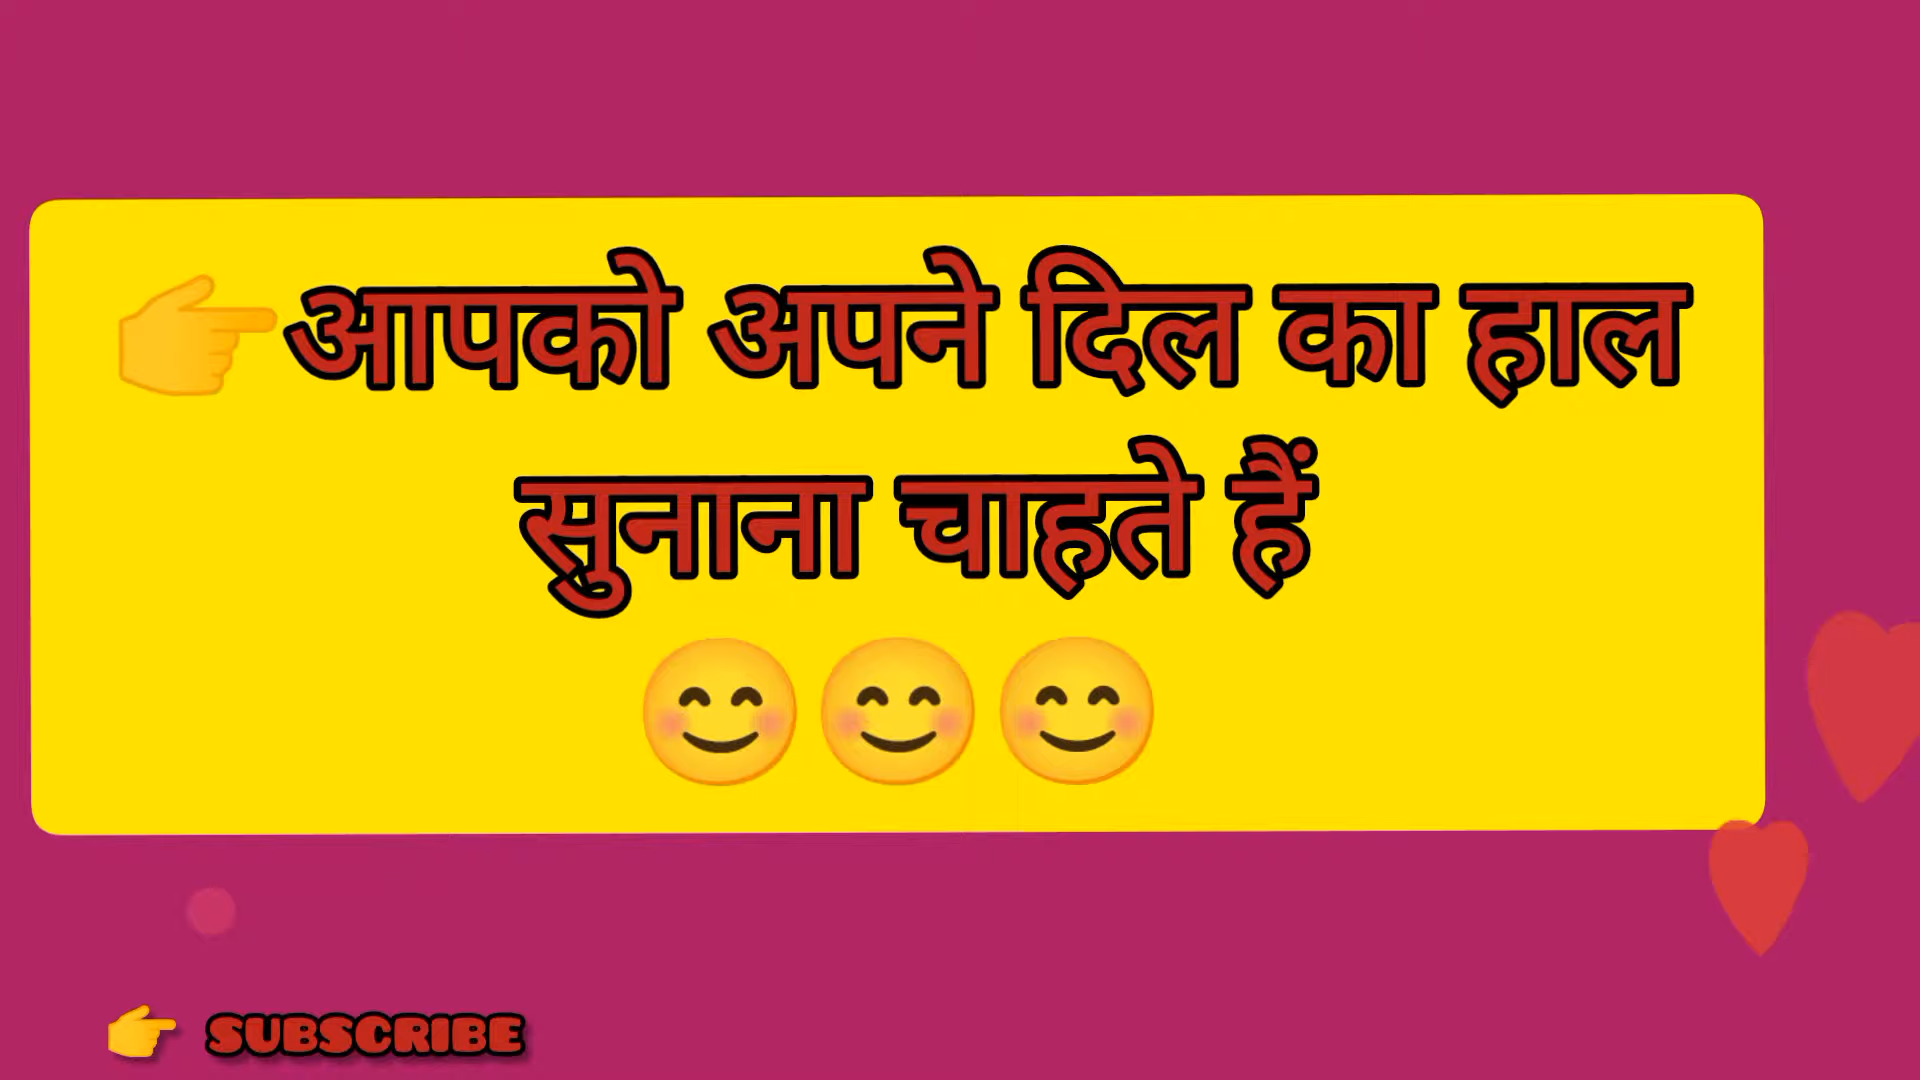 👉आपको अपने दिल का हाल
सुनाना चाहते हैं
😊😊😊
👉 SUBSCRIBE